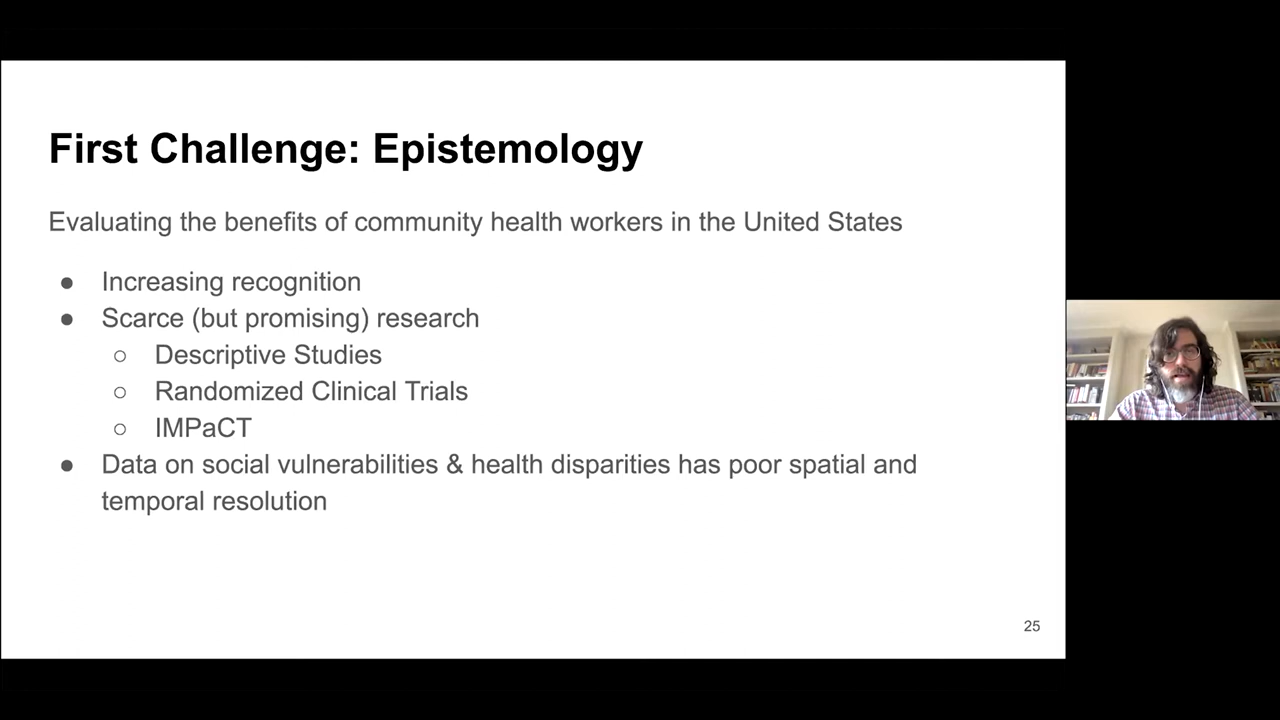 First Challenge: Epistemology
Evaluating the benefits of community health workers in the United States
● Increasing recognition
● Scarce (but promising) research
○ Descriptive Studies
○ Randomized Clinical Trials
○ IMPaCT
● Data on social vulnerabilities & health disparities has poor spatial and
temporal resolution
25